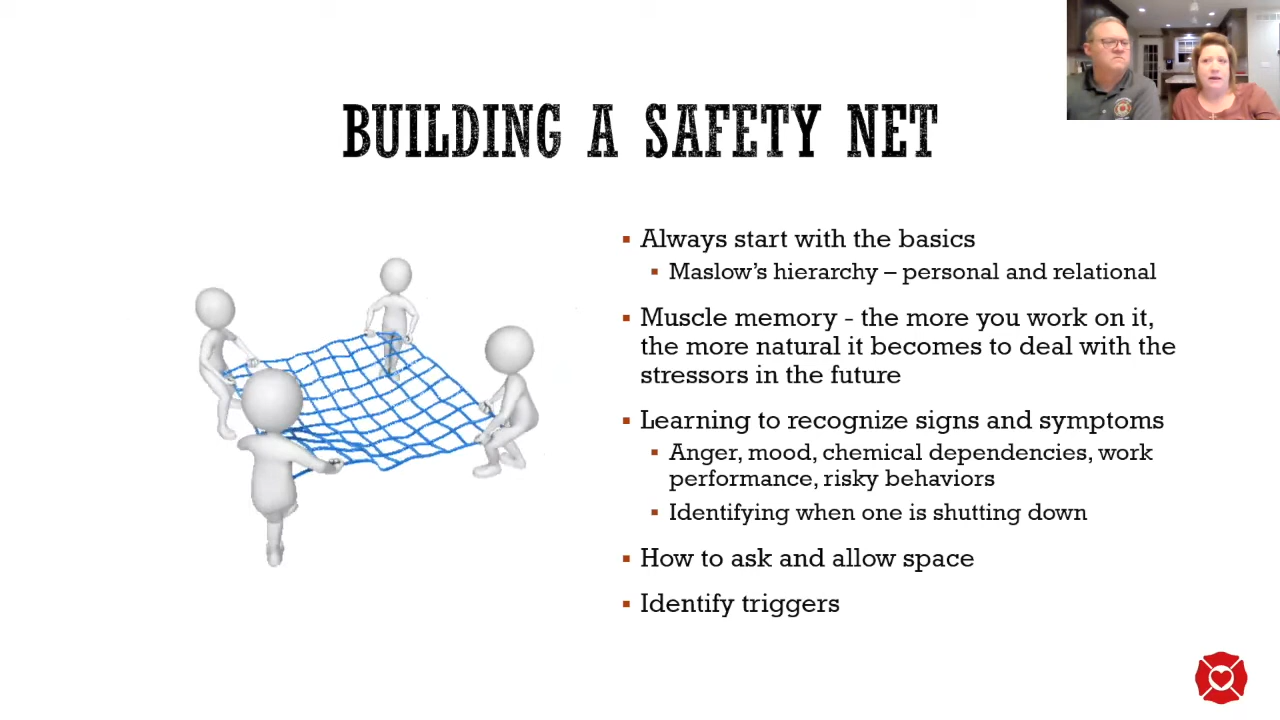 BUILDING A SAFETY NET
Always start with the basics
Maslow's hierarchy – personal and relational
Muscle memory - the more you work on it,
the more natural it becomes to deal with the
stressors in the future
Learning to recognize signs and symptoms
Anger, mood, chemical dependencies, work
performance, risky behaviors
Identifying when one is shutting down
How to ask and allow space
Identify triggers